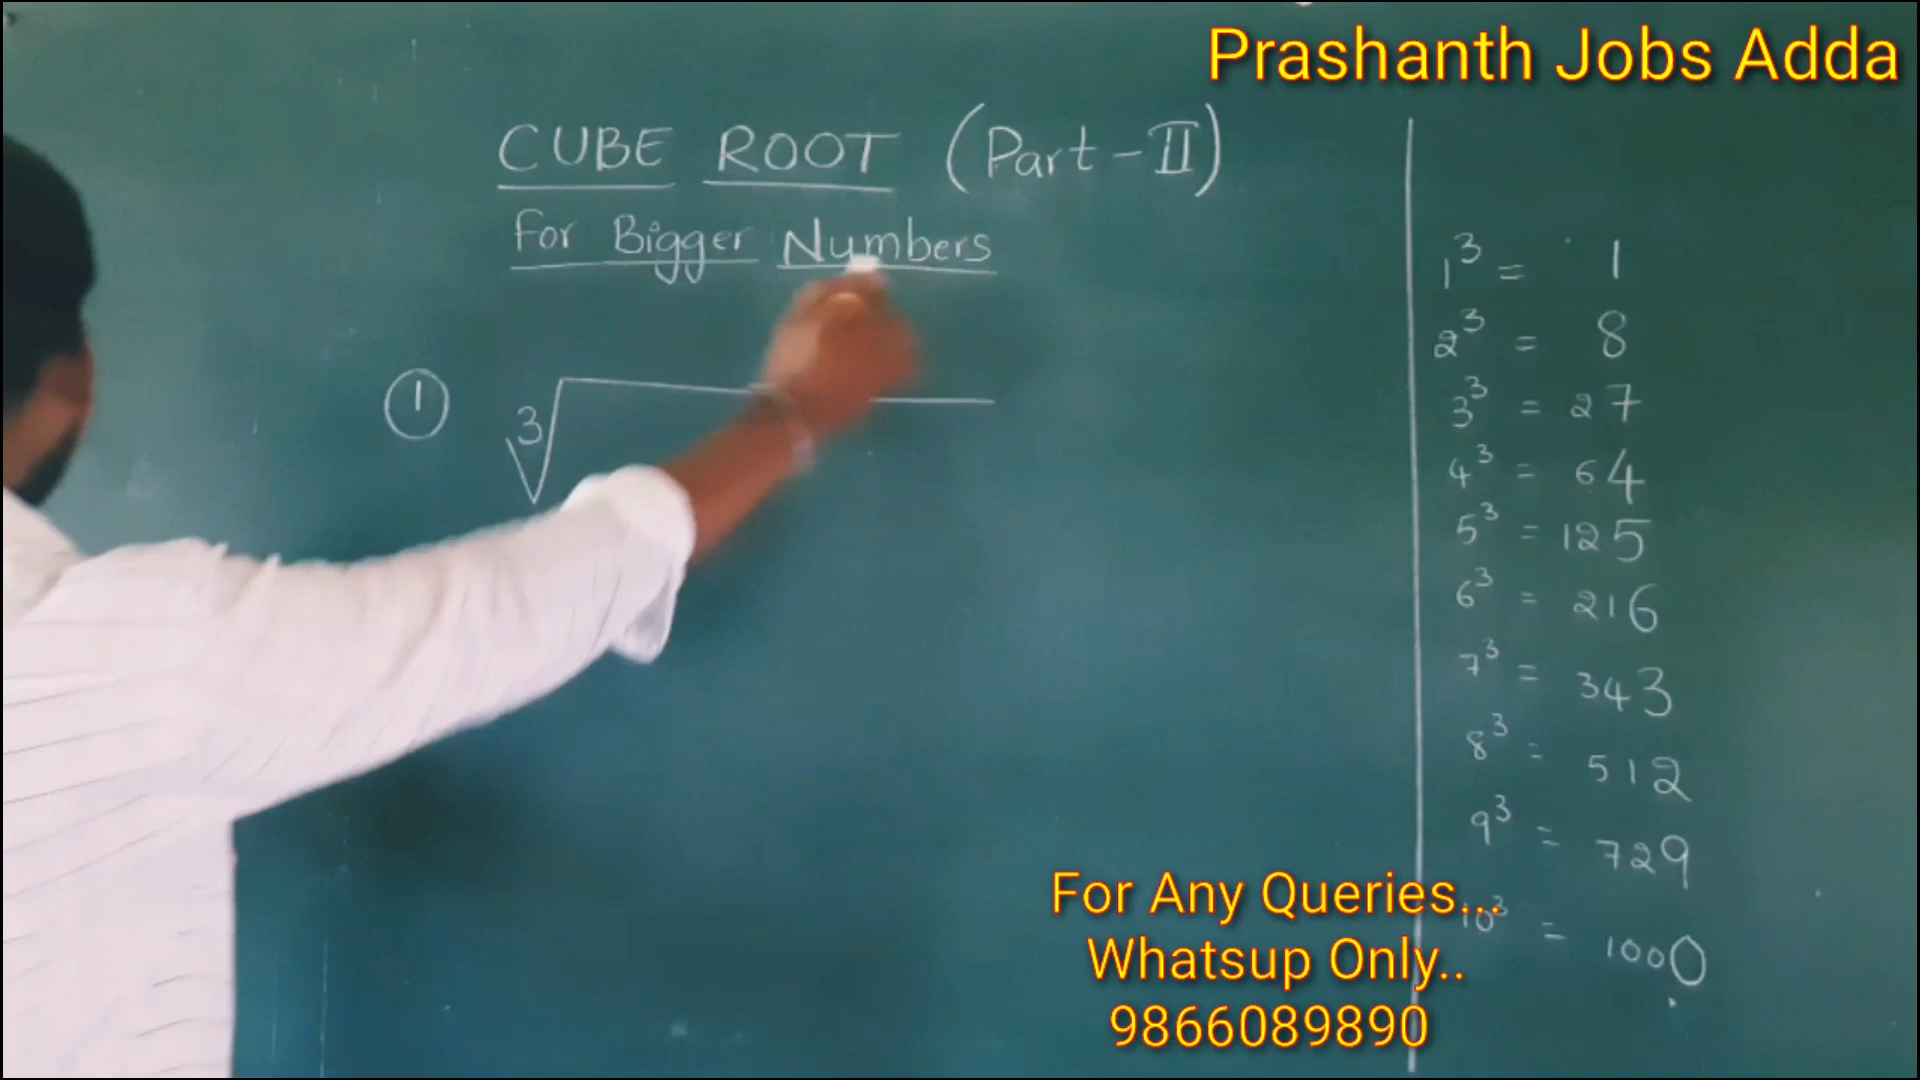 Prashanth Jobs Adda
CUBE ROOT (Part-II)
For Bigger Numbers
1
3√
1³ = 1
2³ = 8
3³ = 27
4³ = 64
5³ = 125
6³ = 216
7³ = 343
8³ = 512
9³ = 729
10³ = 1000
For Any Queries...
Whatsup Only..
9866089890